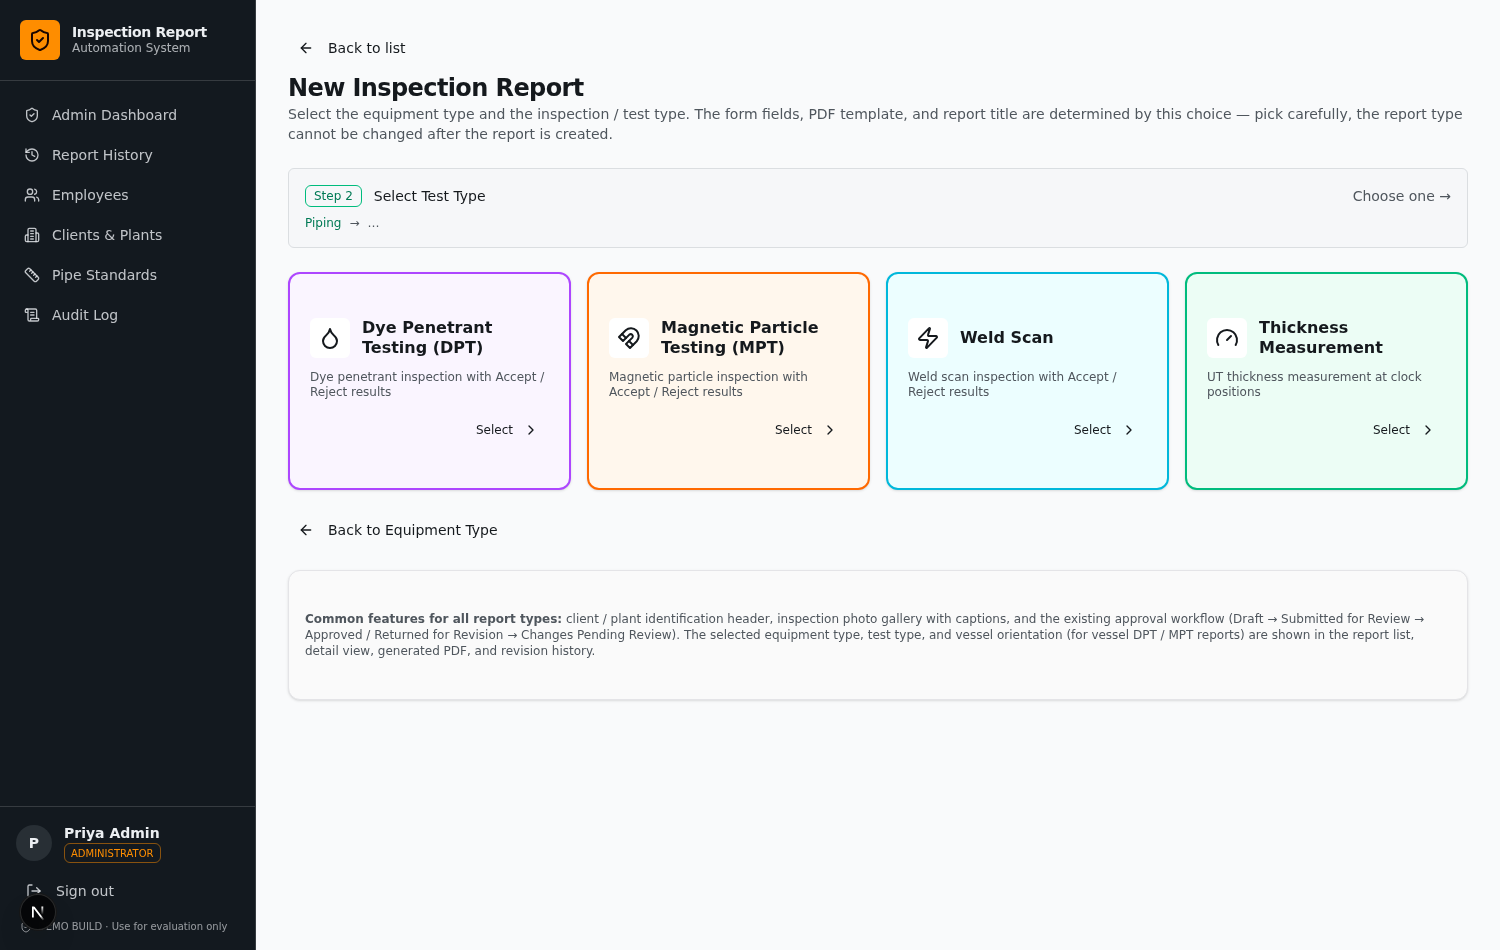 Inspection Report
Automation System
Admin Dashboard
Report History
Employees
Clients & Plants
Pipe Standards
Audit Log
P
Priya Admin
ADMINISTRATOR
Sign out
N
MO BUILD · Use for evaluation only
Back to list
New Inspection Report
Select the equipment type and the inspection / test type. The form fields, PDF template, and report title are determined by this choice — pick carefully, the report type
cannot be changed after the report is created.
Step 2 Select Test Type
Choose one →
Piping → ...
Dye Penetrant
Testing (DPT)
Dye penetrant inspection with Accept /
Reject results
Select
Magnetic Particle
Testing (MPT)
Magnetic particle inspection with
Accept / Reject results
Select
Weld Scan
Weld scan inspection with Accept /
Reject results
Select
Thickness
Measurement
UT thickness measurement at clock
positions
Select
Back to Equipment Type
Common features for all report types: client / plant identification header, inspection photo gallery with captions, and the existing approval workflow (Draft → Submitted for Review →
Approved / Returned for Revision → Changes Pending Review). The selected equipment type, test type, and vessel orientation (for vessel DPT / MPT reports) are shown in the report list,
detail view, generated PDF, and revision history.